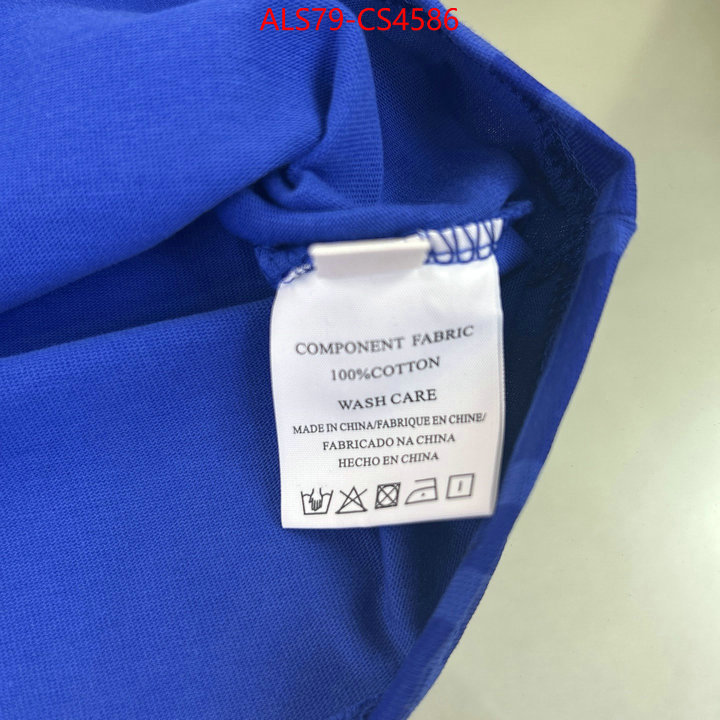 ALS79-CS4586
COMPONENT FABRIC
100%COTTON
WASH CARE
MADE IN CHINA/FABRIQUE EN CHINE/
FABRICADO NA CHINA
HECHO EN CHINA